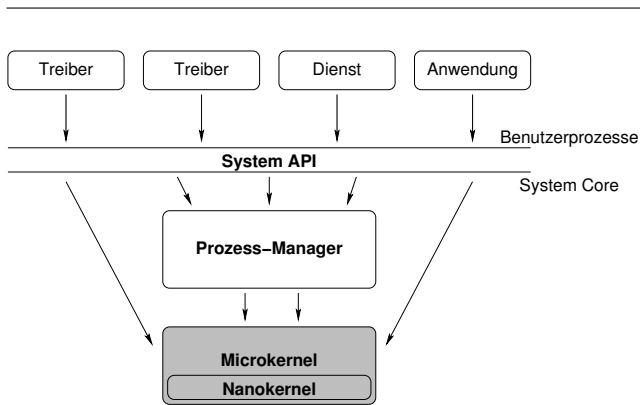 Treiber
Treiber
Dienst
Anwendung
Benutzerprozesse
System API
System Core
Prozess−Manager
Microkernel
Nanokernel